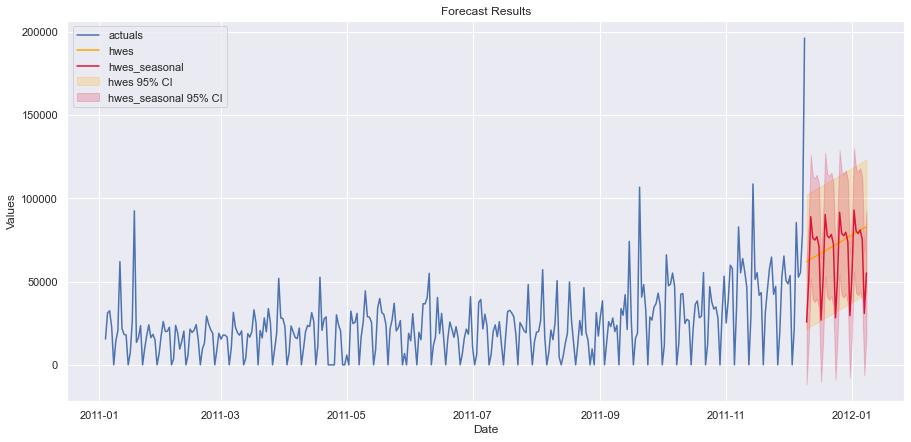 Forecast Results
actuals
hwes
hwes_seasonal
hwes 95% CI
hwes_seasonal 95% CI
200000
150000
100000
50000
0
Values
2011-01
2011-03
2011-05
2011-07
2011-09
2011-11
2012-01
Date